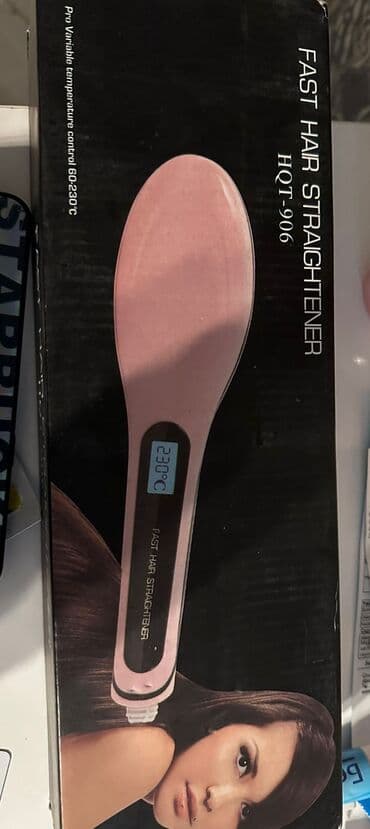 FAST HAIR STRAIGHTENER
HQT-906
230°C
FAST HAIR STRAIGHTENER
Pro Variable temperature control 60-230°C